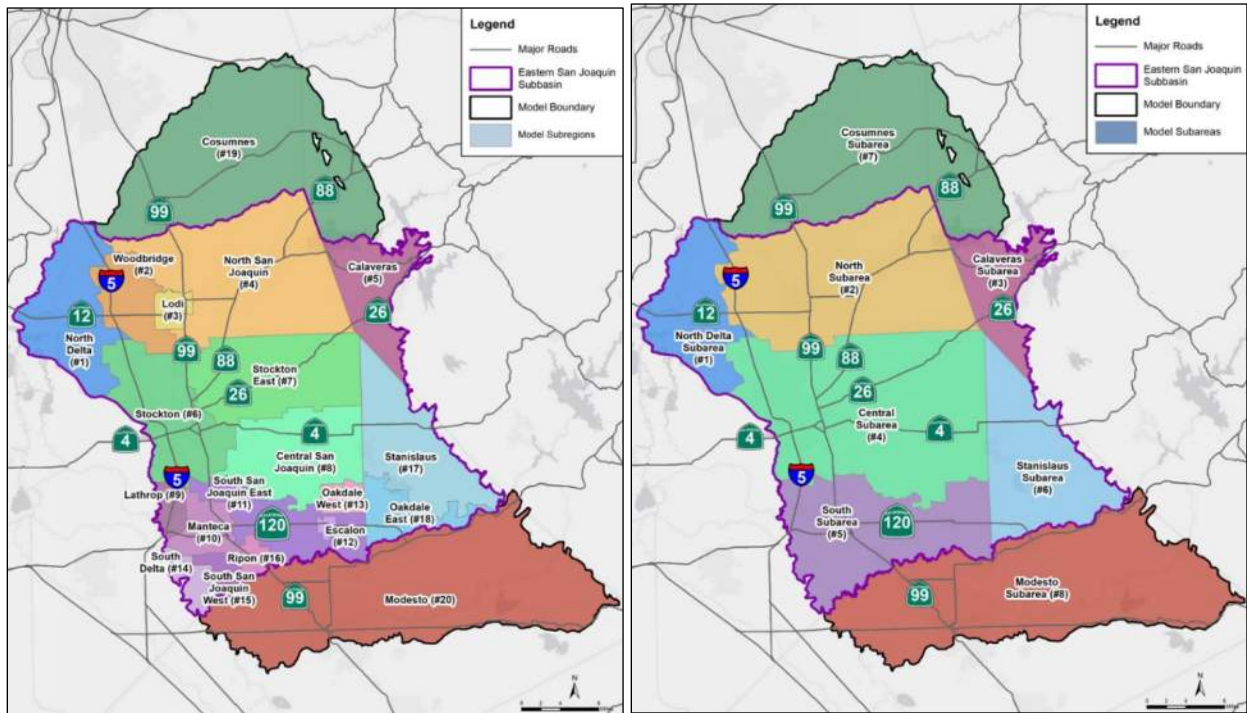 Legend
Major Roads
Eastern San Joaquin
Subbasin
Model Boundary
Model Subregions
Cosumnes
(#19)
88
99
Woodbridge
(#2)
North San
Joaquin
(#4)
Calaveras
(#5)
5
Lodi
(#3)
12
26
North
Delta
(#1)
99
88
Stockton
East (#7)
26
Stockton (#6)
4
4
Central San
Joaquin (#8)
Stanislaus
(#17)
5
South San
Joaquin East
(#11)
Lathrop (#9)
Oakdale
West (#13)
Oakdale
East (#18)
Manteca
(#10)
120
Escalon
(#12)
South
Delta (#14)
Ripon (#16)
South San
Joaquin
West (#15)
99
Modesto (#20)
N
Legend
Major Roads
Eastern San Joaquin
Subbasin
Model Boundary
Model Subareas
Cosumnes
Subarea
(#7)
88
99
North
Subarea
(#2)
Calaveras
Subarea
(#3)
5
12
26
North Delta
Subarea
(#1)
99
88
26
Central
Subarea
(#4)
4
4
Stanislaus
Subarea
(#6)
5
South
Subarea
(#5)
120
Modesto
Subarea (#8)
99
N